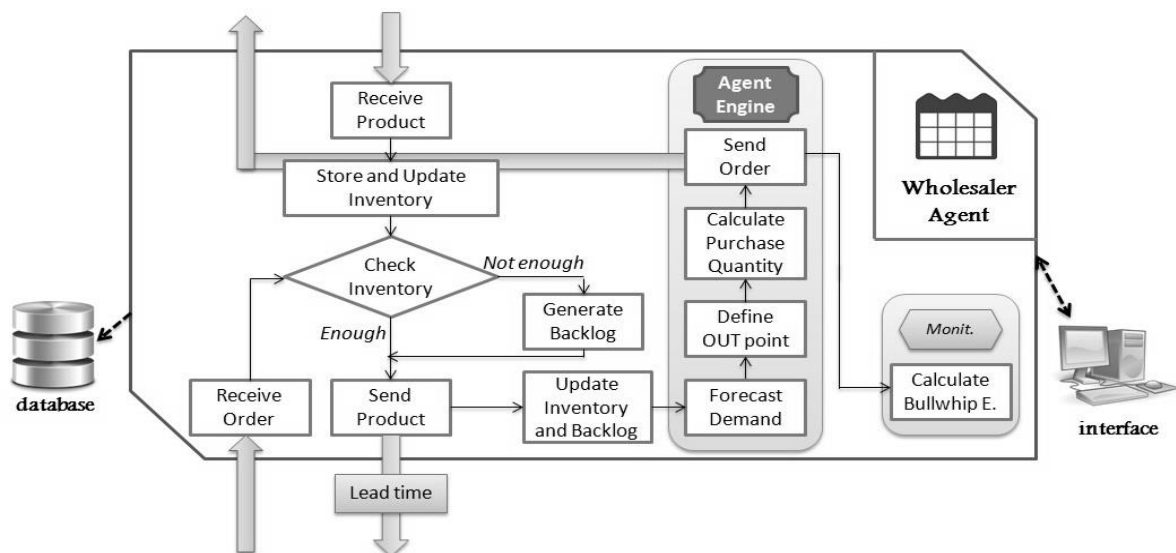 Receive
Product
Store and Update
Inventory
Check
Inventory
Not enough
Enough
Generate
Backlog
Receive
Order
Send
Product
Update
Inventory
and Backlog
Lead time
Agent
Engine
Send
Order
Calculate
Purchase
Quantity
Define
OUT point
Forecast
Demand
Wholesaler
Agent
Monit.
Calculate
Bullwhip E.
database
interface